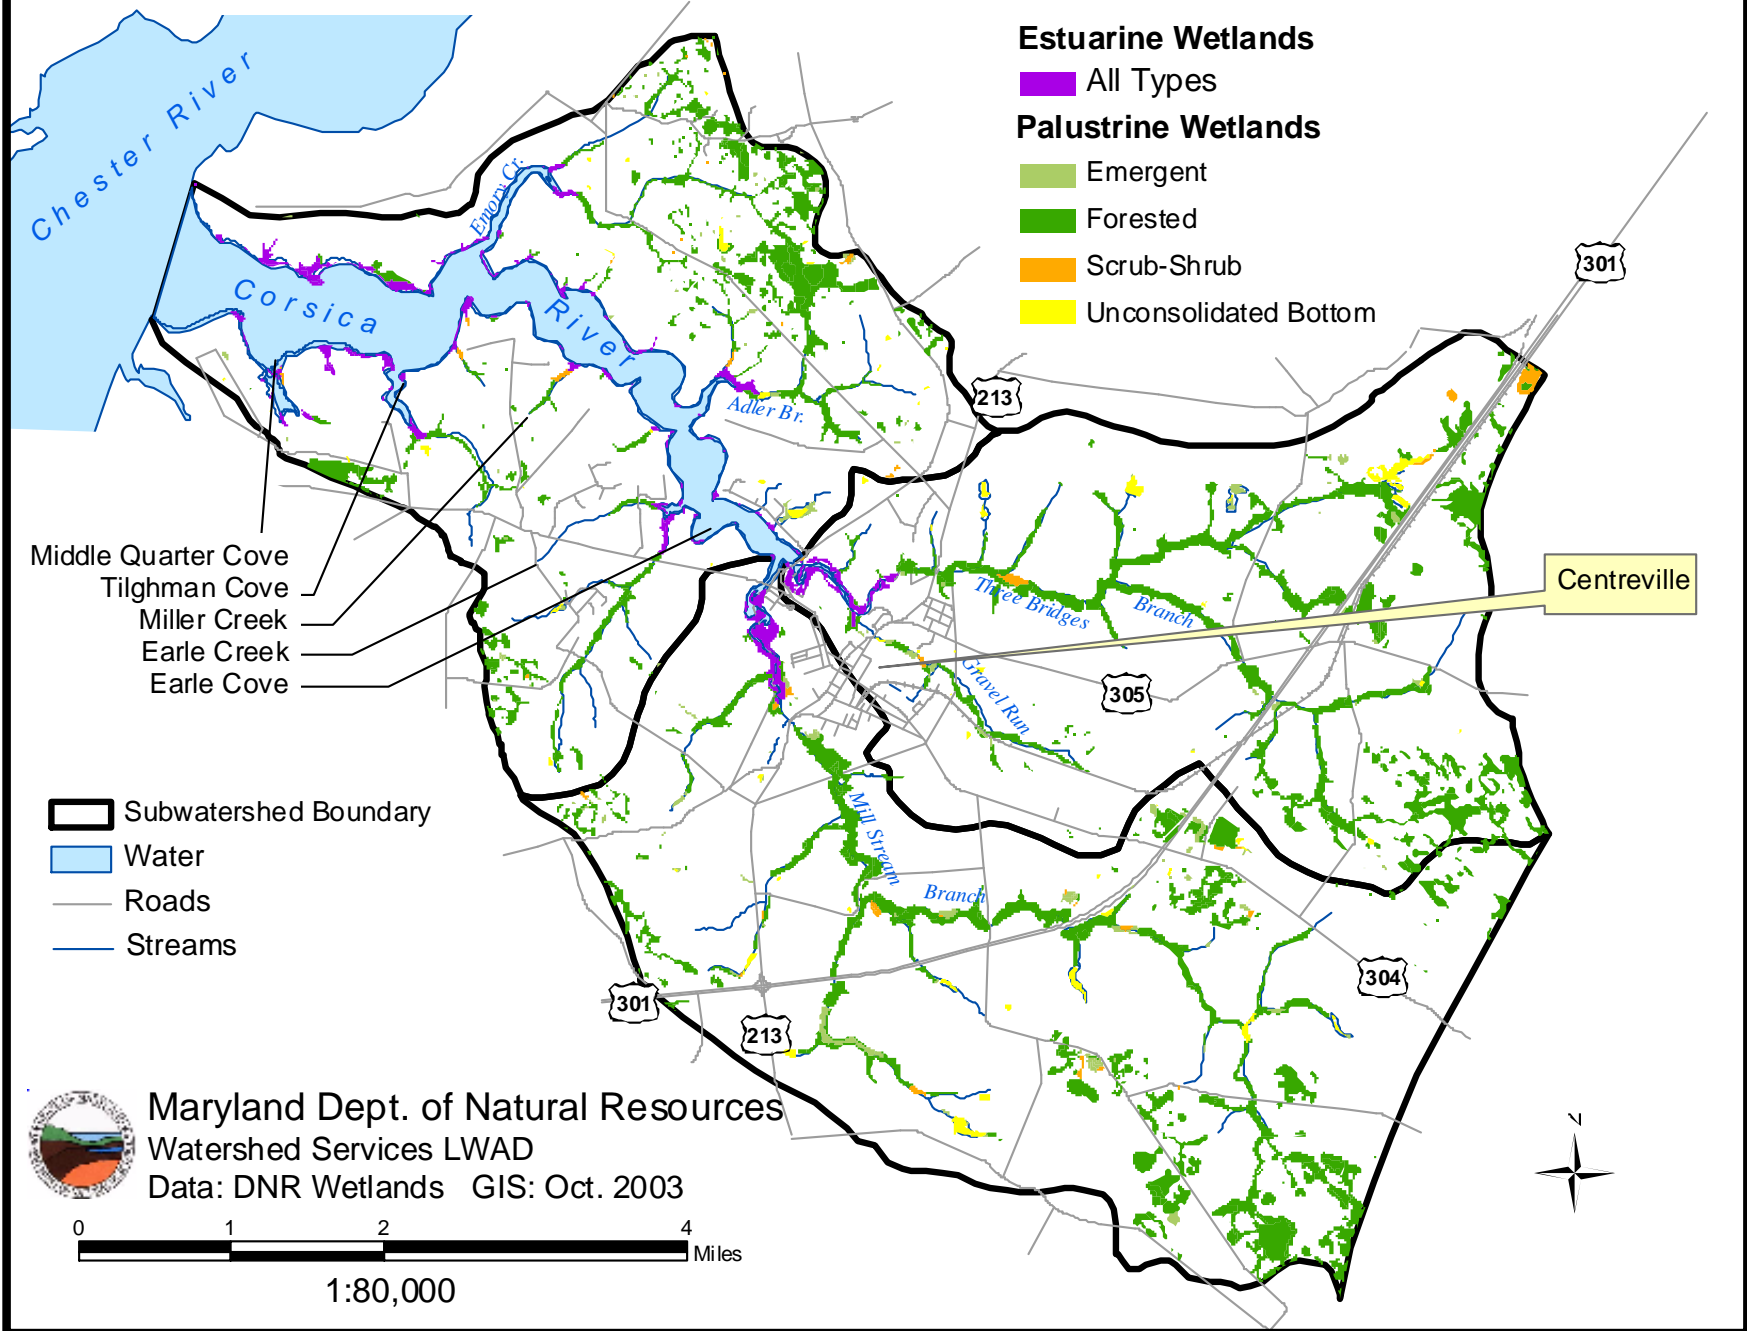 Estuarine Wetlands
All Types
Palustrine Wetlands
Emergent
Forested
Scrub-Shrub
Unconsolidated Bottom
Chester River
Emory Cr.
Corsica
River
301
213
Adler Br.
Middle Quarter Cove
Tilghman Cove
Miller Creek
Earle Creek
Earle Cove
Three Bridges
Branch
Centreville
Gravel Run
305
Subwatershed Boundary
Water
Roads
Streams
Mill Stream
Branch
304
301
213
Maryland Dept. of Natural Resources
Watershed Services LWAD
Data: DNR Wetlands GIS: Oct. 2003
0 1 2 4
Miles
1:80,000
N